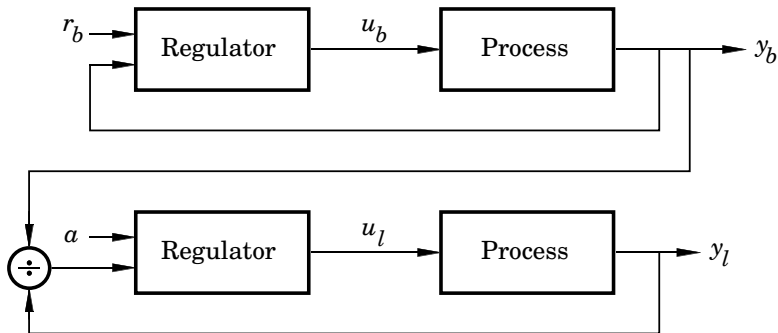 r_b Regulator u_b Process y_b
a Regulator u_l Process y_l
÷